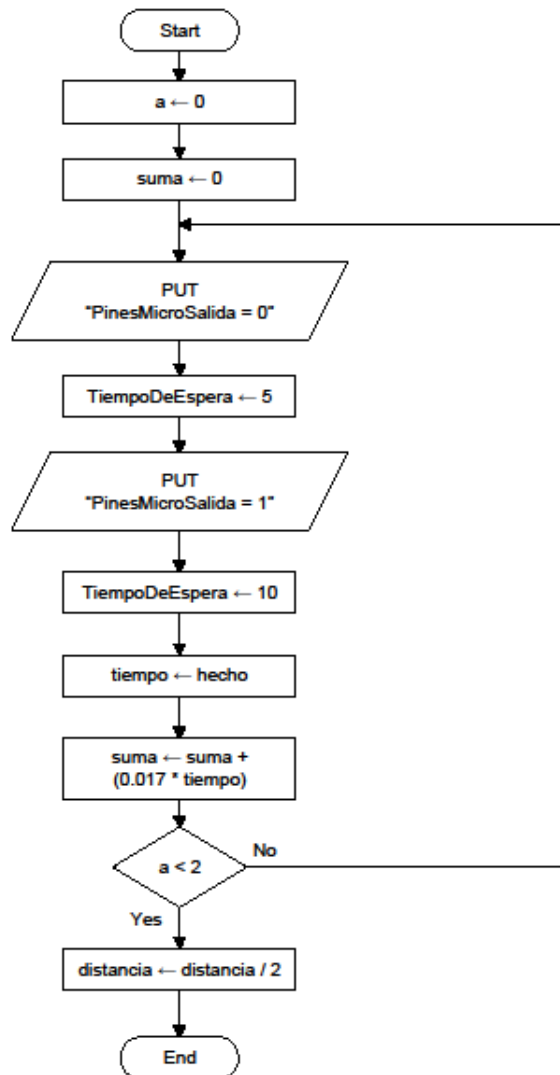 Start
a ← 0
suma ← 0
PUT
"PinesMicroSalida = 0"
TiempoDeEspera ← 5
PUT
"PinesMicroSalida = 1"
TiempoDeEspera ← 10
tiempo ← hecho
suma ← suma +
(0.017 * tiempo)
a < 2
No
Yes
distancia ← distancia / 2
End